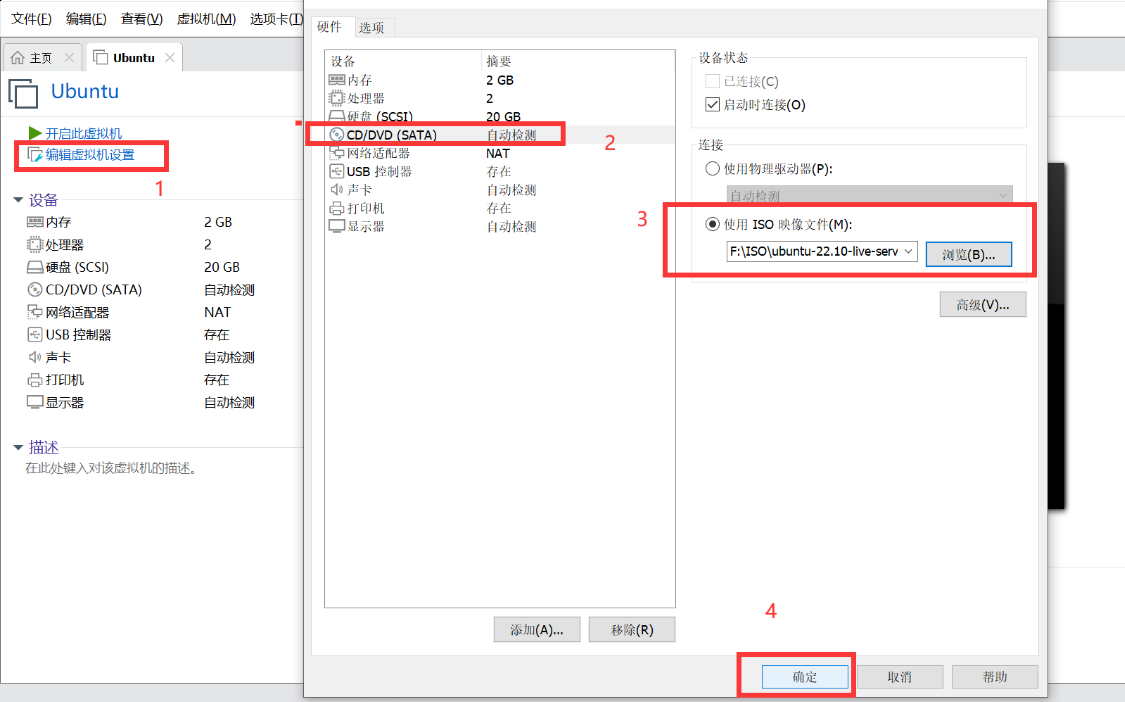 文件(F) 编辑(E) 查看(V) 虚拟机(M) 选项卡(T)
主页
Ubuntu
Ubuntu
开启此虚拟机
编辑虚拟机设置
1
设备
内存 2 GB
处理器 2
硬盘 (SCSI) 20 GB
CD/DVD (SATA) 自动检测
网络适配器 NAT
USB 控制器 存在
声卡 自动检测
打印机 存在
显示器 自动检测
描述
在此处键入对该虚拟机的描述。
硬件 选项
设备 摘要
内存 2 GB
处理器 2
硬盘 (SCSI) 20 GB
CD/DVD (SATA) 自动检测
2
网络适配器 NAT
USB 控制器 存在
声卡 自动检测
打印机 存在
显示器 自动检测
添加(A)... 移除(R)
设备状态
已连接(C)
启动时连接(O)
连接
使用物理驱动器(P):
自动检测
3
使用 ISO 映像文件(M):
F:\ISO\ubuntu-22.10-live-serv
浏览(B)...
高级(V)...
4
确定 取消 帮助